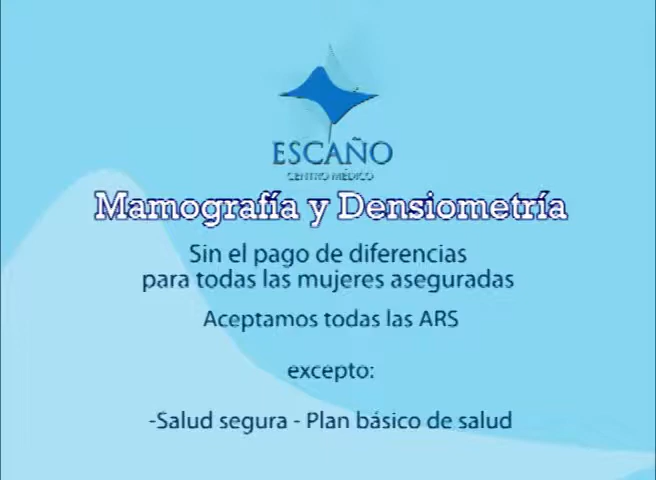 ESCAÑO
CENTRO MÉDICO
Mamografía y Densiometría
Sin el pago de diferencias
para todas las mujeres aseguradas
Aceptamos todas las ARS
excepto:
-Salud segura - Plan básico de salud